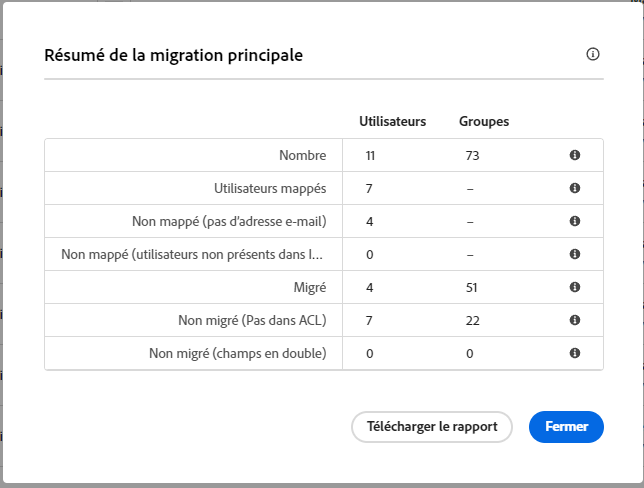 Résumé de la migration principale
Utilisateurs Groupes
Nombre 11 73
Utilisateurs mappés 7 –
Non mappé (pas d'adresse e-mail) 4 –
Non mappé (utilisateurs non présents dans l... 0 –
Migré 4 51
Non migré (Pas dans ACL) 7 22
Non migré (champs en double) 0 0
Télécharger le rapport Fermer